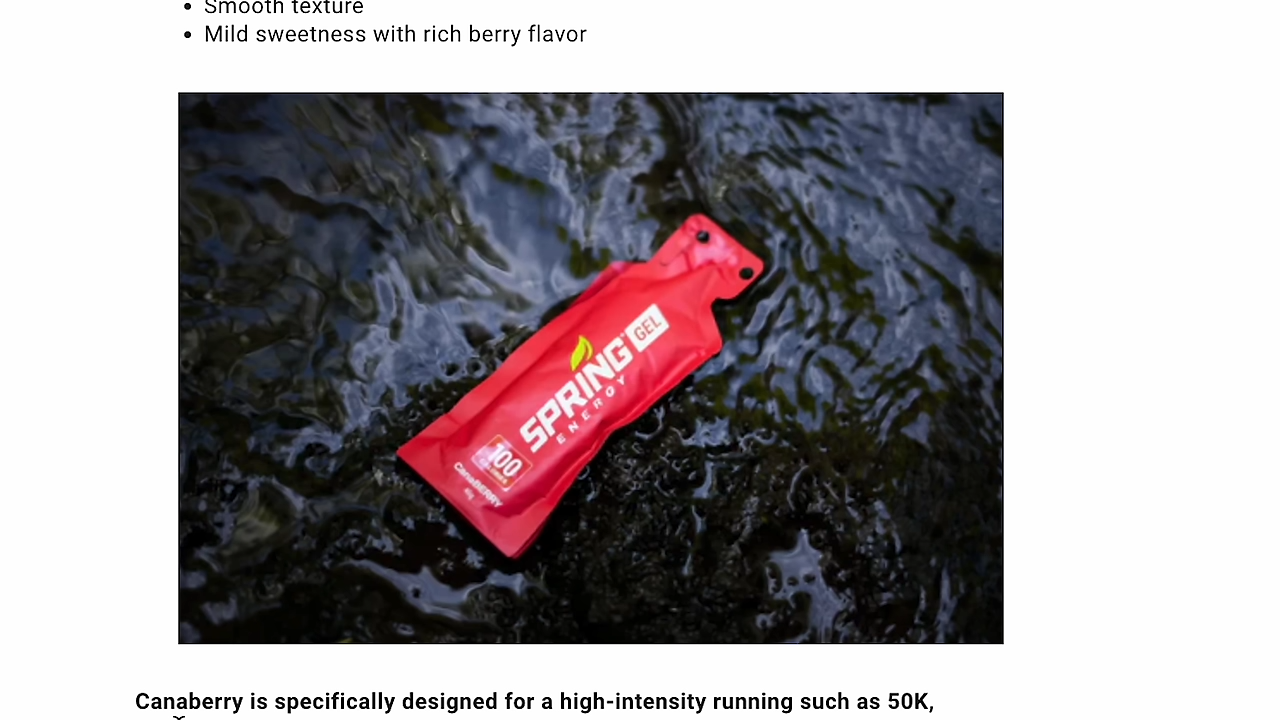 Smooth texture
Mild sweetness with rich berry flavor
GEL
SPRING
ENERGY
100
CALORIES
CanaBERRY
Canaberry is specifically designed for a high-intensity running such as 50K,